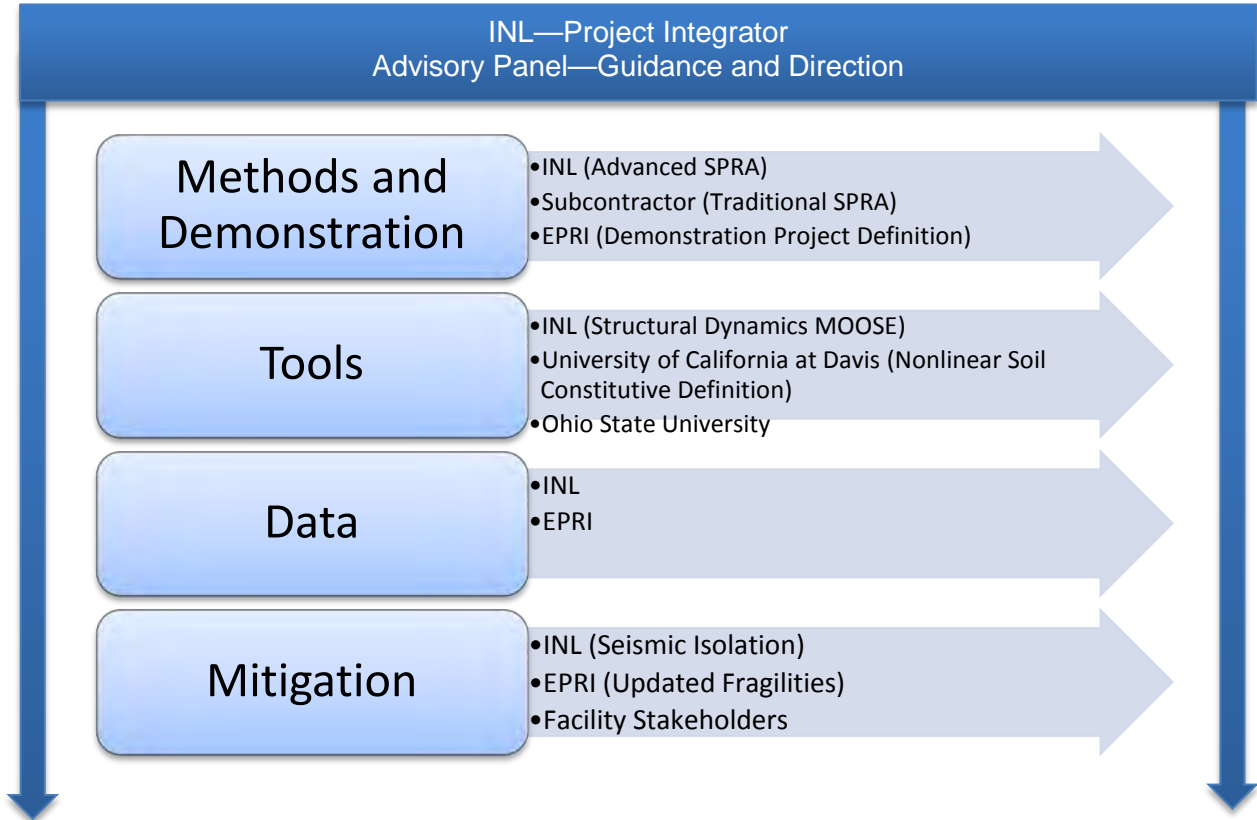 INL—Project Integrator
Advisory Panel—Guidance and Direction
Methods and
Demonstration
•INL (Advanced SPRA)
•Subcontractor (Traditional SPRA)
•EPRI (Demonstration Project Definition)
Tools
•INL (Structural Dynamics MOOSE)
•University of California at Davis (Nonlinear Soil
Constitutive Definition)
•Ohio State University
Data
•INL
•EPRI
Mitigation
•INL (Seismic Isolation)
•EPRI (Updated Fragilities)
•Facility Stakeholders